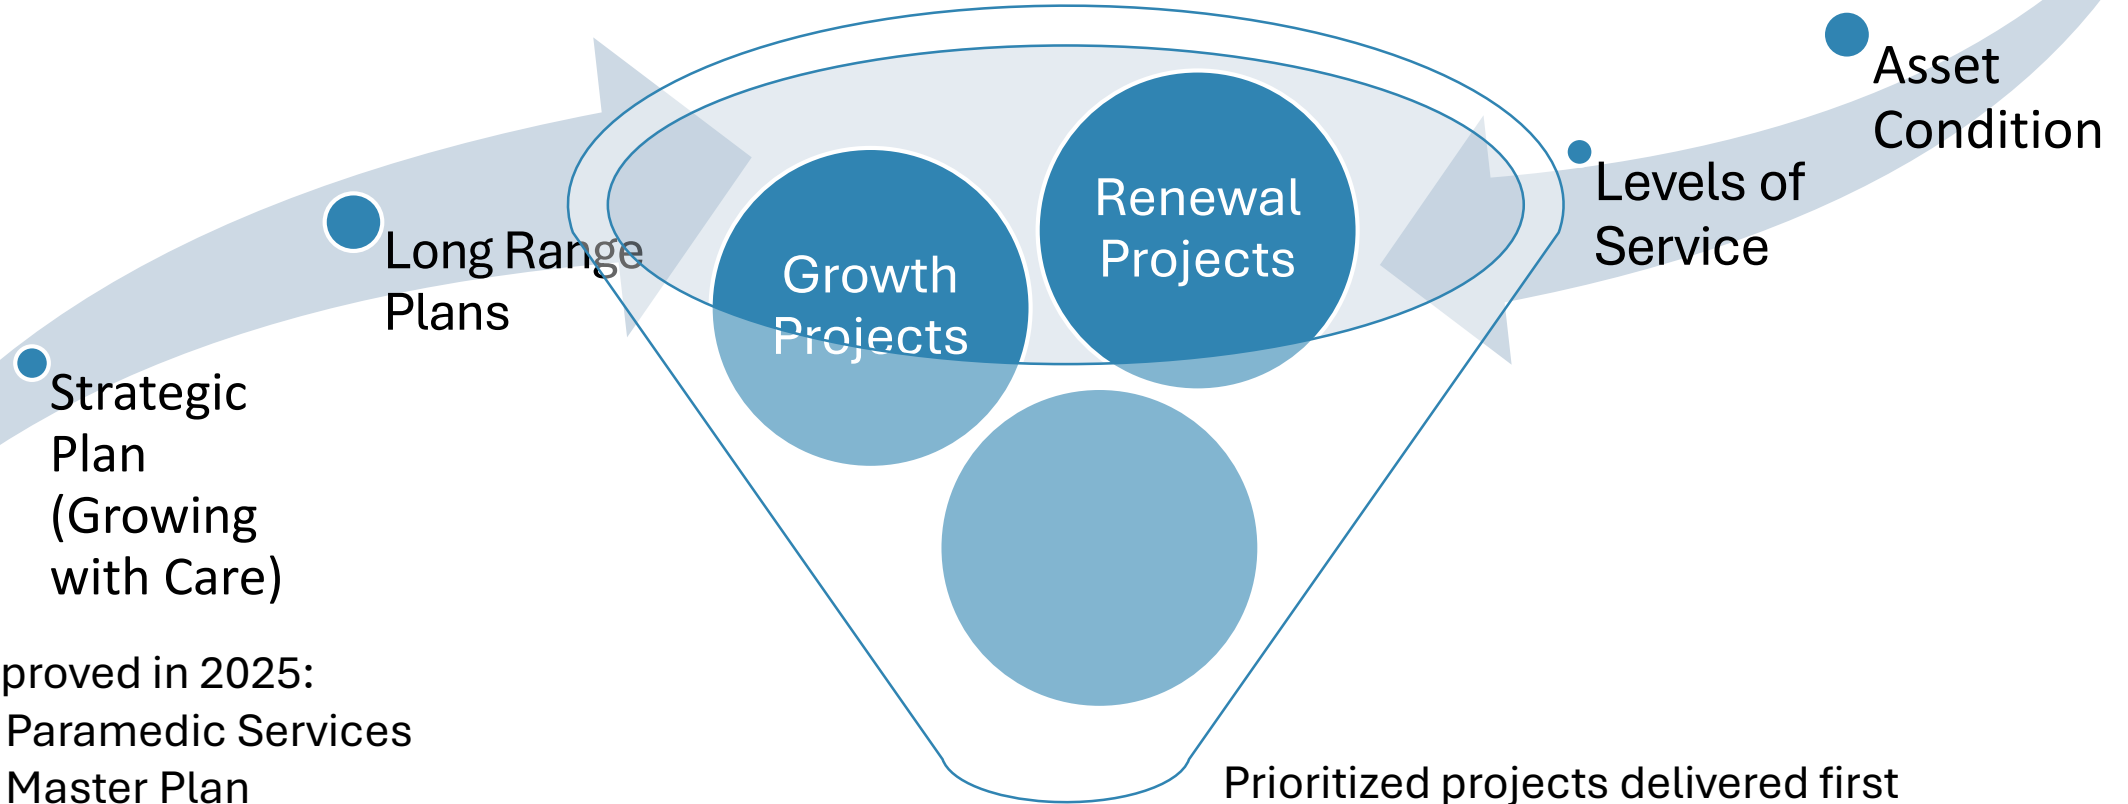 Asset
Condition
Levels of
Service
Renewal
Projects
Growth
Projects
Long Range
Plans
Strategic
Plan
(Growing
with Care)
proved in 2025:
Paramedic Services
Master Plan
Prioritized projects delivered first